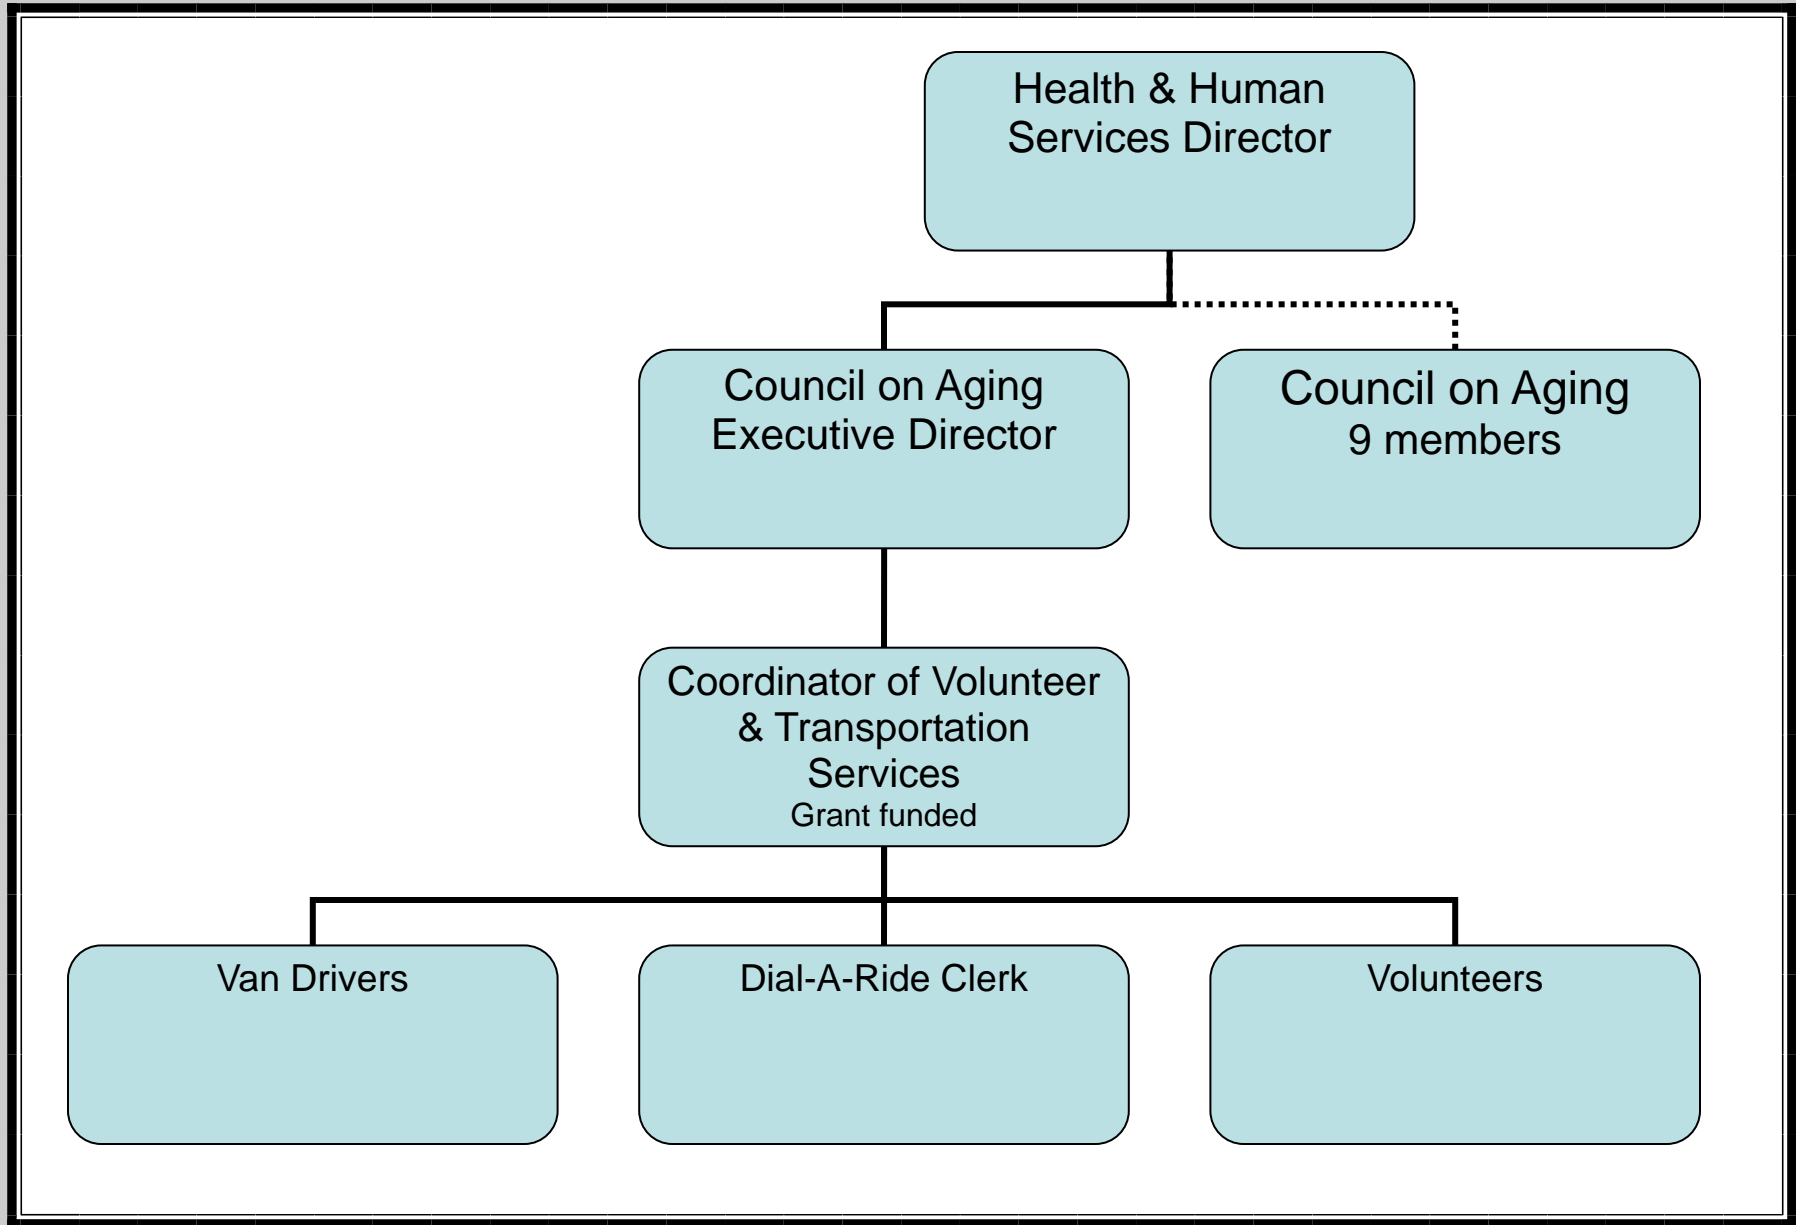 Health & Human
Services Director
Council on Aging
Executive Director
Council on Aging
9 members
Coordinator of Volunteer
& Transportation
Services
Grant funded
Van Drivers
Dial-A-Ride Clerk
Volunteers